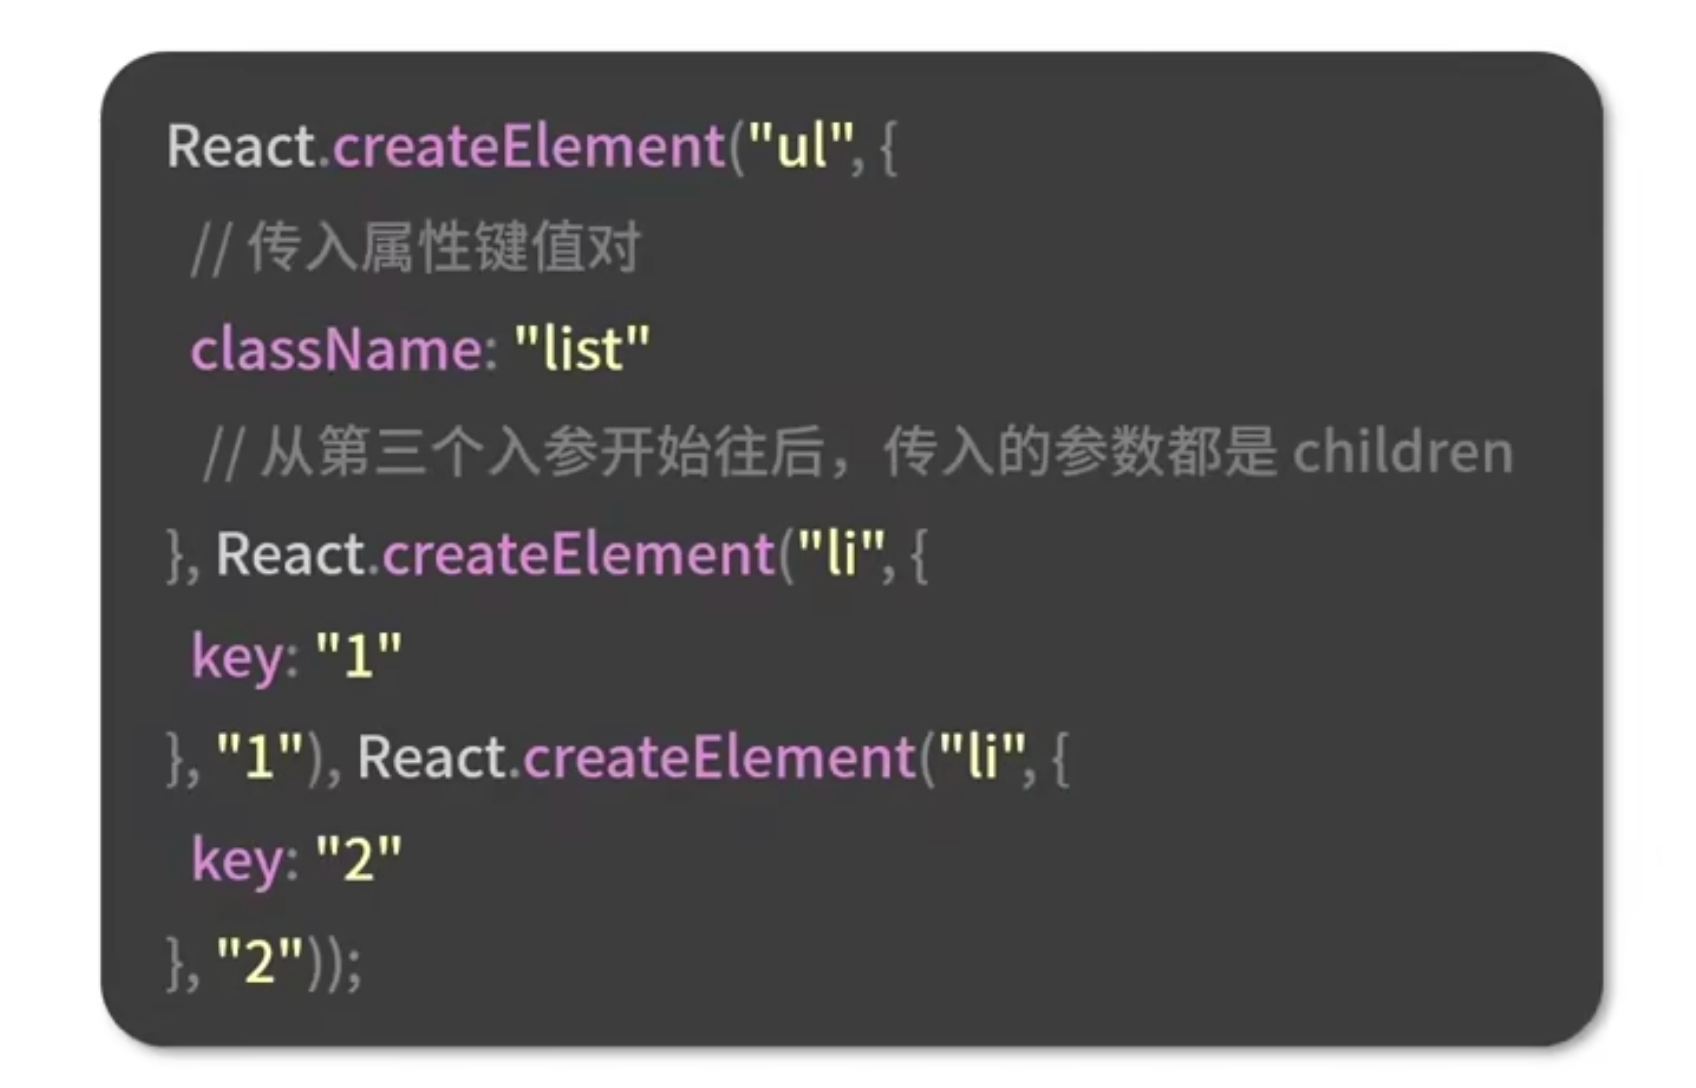 React.createElement("ul", {
// 传入属性键值对
className: "list"
// 从第三个入参开始往后，传入的参数都是 children
}, React.createElement("li", {
key: "1"
}, "1"), React.createElement("li", {
key: "2"
}, "2"));